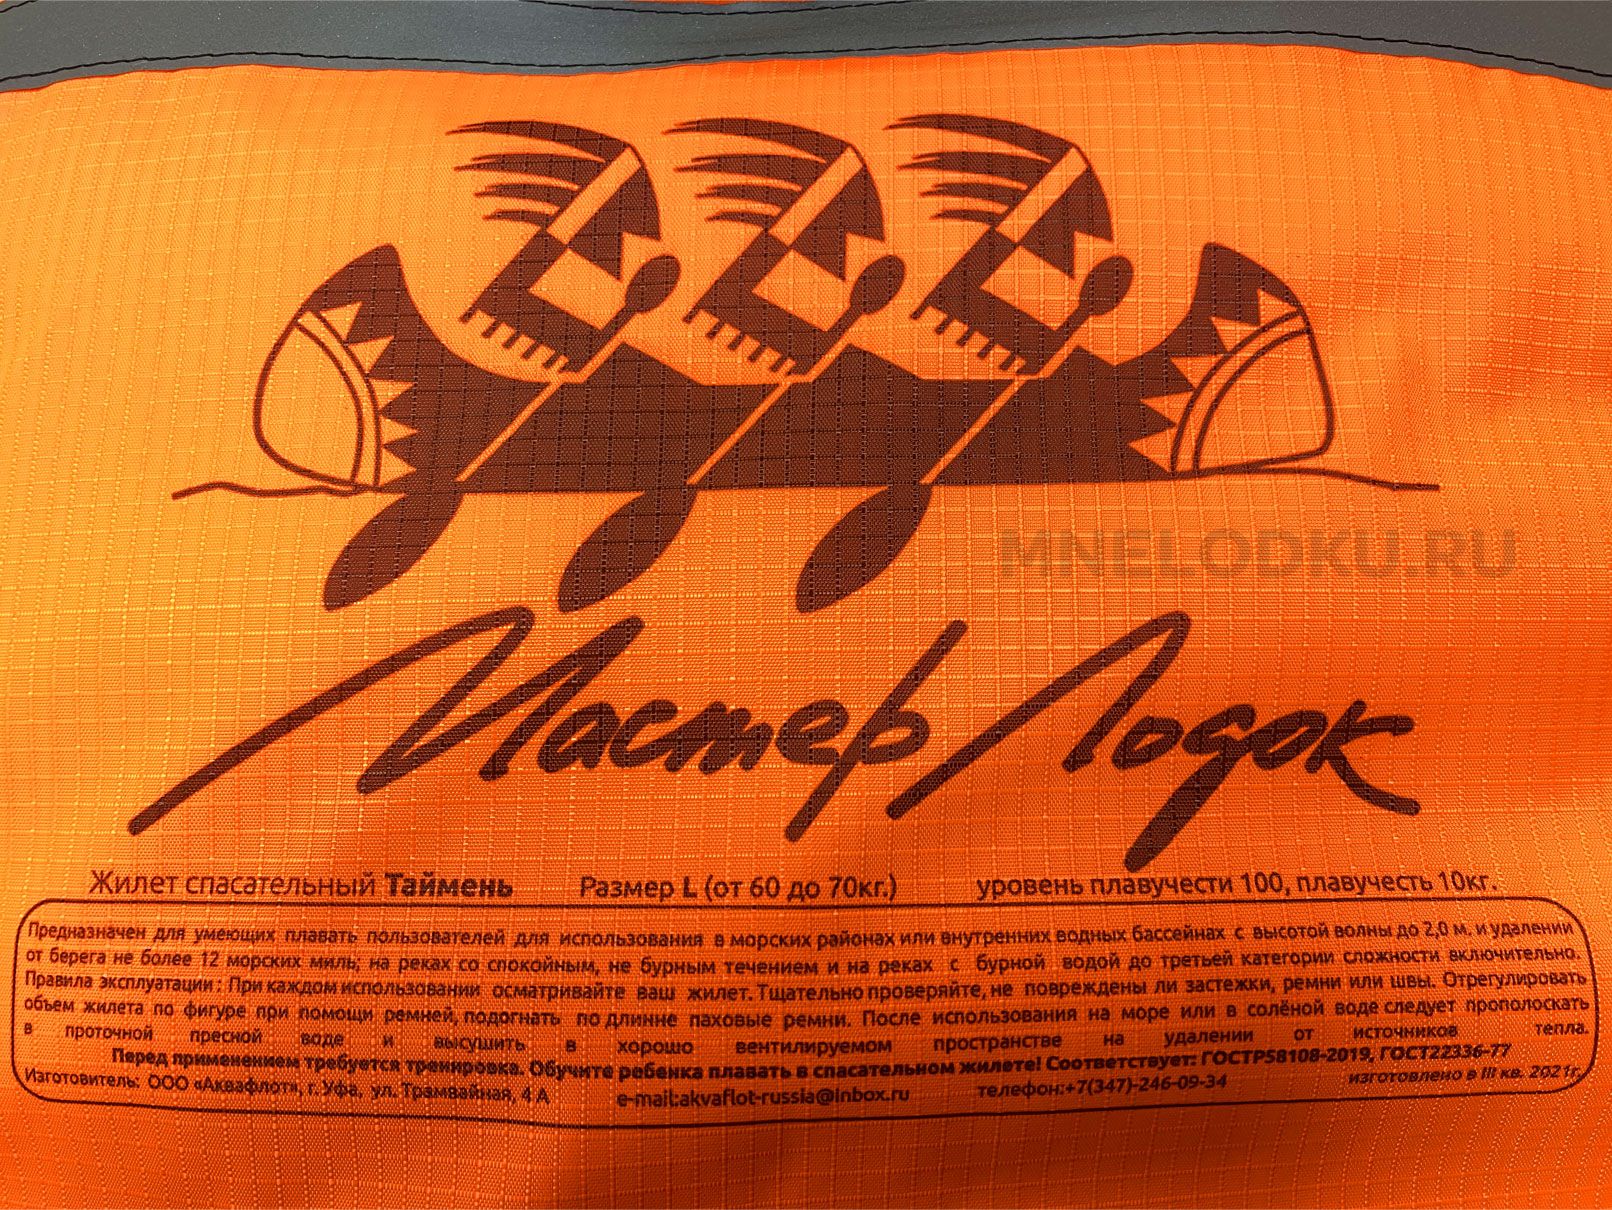 MNELODKU.RU
Мастер Лодок
Жилет спасательный Таймень Размер L (от 60 до 70кг.) уровень плавучести 100, плавучесть 10кг.
Предназначен для умеющих плавать пользователей для использования в морских районах или внутренних водных бассейнах с высотой волны до 2,0 м. и удалении
от берега не более 12 морских миль; на реках со спокойным, не бурным течением и на реках с бурной водой до третьей категории сложности включительно.
Правила эксплуатации: При каждом использовании осматривайте ваш жилет. Тщательно проверяйте, не повреждены ли застежки, ремни или швы. Отрегулировать
объем жилета по фигуре при помощи ремней, подогнать по длинне паховые ремни. После использования на море или в солёной воде следует прополоскать
в проточной пресной воде и высушить в хорошо вентилируемом пространстве на удалении от источников тепла.
Перед применением требуется тренировка. Обучите ребенка плавать в спасательном жилете! Соответствует: ГОСТР58108-2019, ГОСТ22336-77
Изготовитель: ООО «Аквафлот», г. Уфа, ул. Трамвайная, 4 А e-mail:akvaflot-russia@inbox.ru телефон:+7(347)-246-09-34 изготовлено в III кв. 2021г.